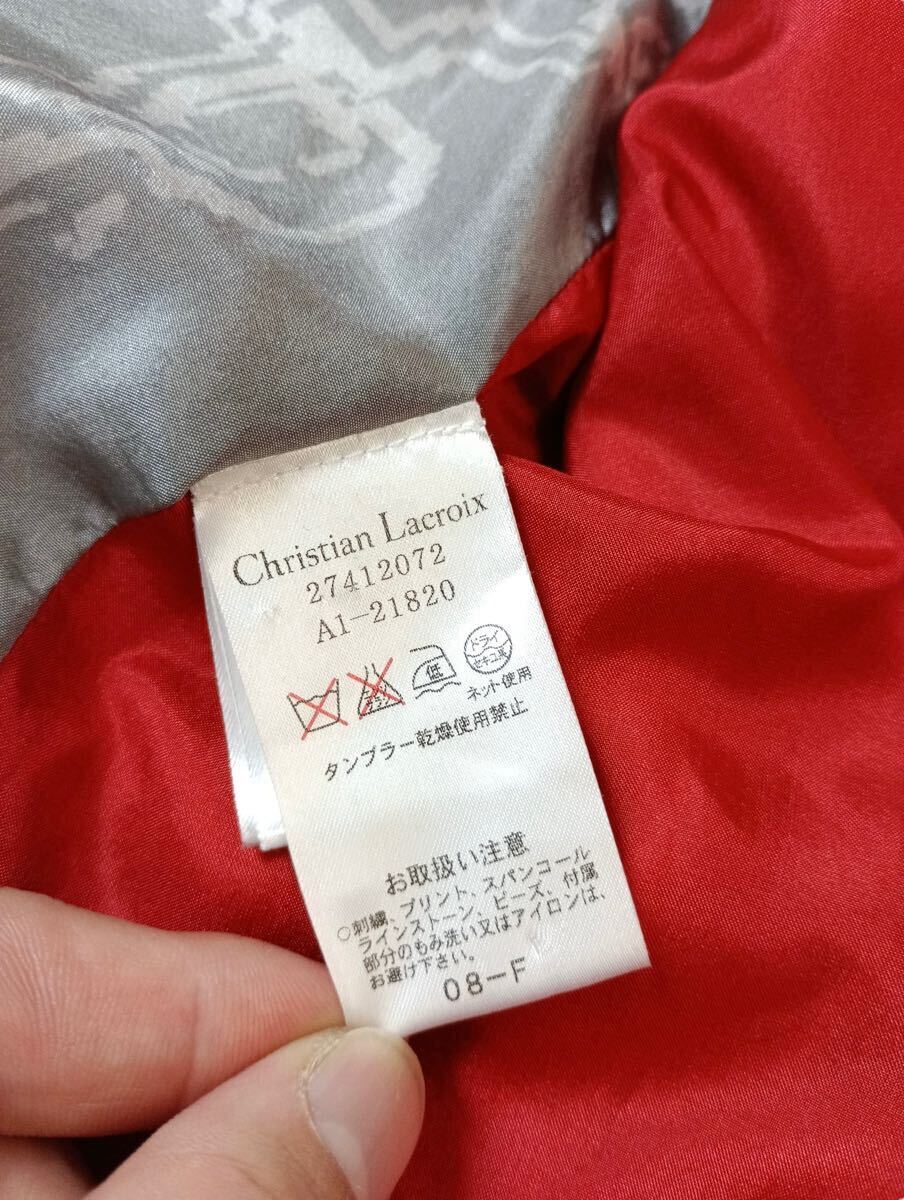 Christian Lacroix
27412072
A1-21820
低
ドライ
セキユ系
ネット使用
タンブラー乾燥使用禁止
お取扱い注意
○刺繍、プリント、スパンコール
ラインストーン、ビーズ、付属
部分のもみ洗い又はアイロンは、
お避け下さい。
08-F